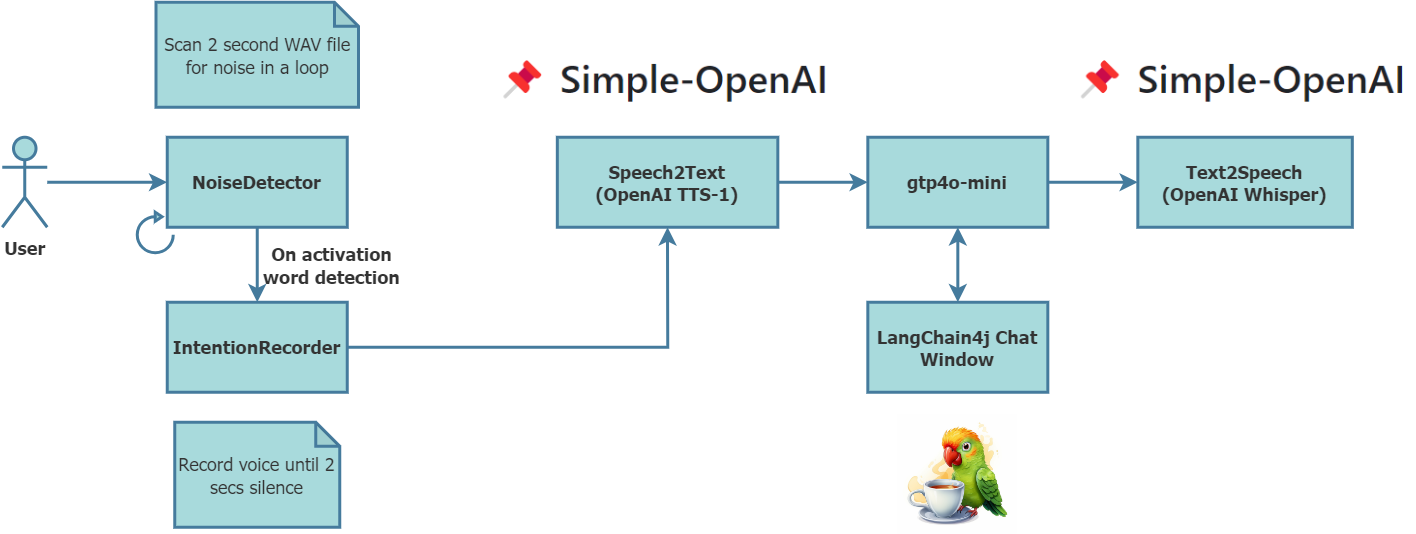 Scan 2 second WAV file
for noise in a loop
Simple-OpenAI
Simple-OpenAI
User
NoiseDetector
Speech2Text
(OpenAI TTS-1)
gtp4o-mini
Text2Speech
(OpenAI Whisper)
On activation
word detection
IntentionRecorder
LangChain4j Chat
Window
Record voice until 2
secs silence